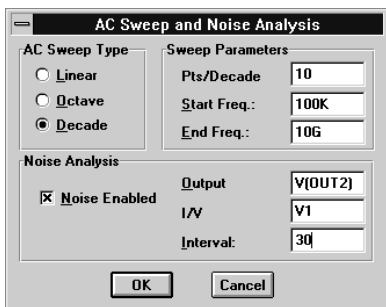 AC Sweep and Noise Analysis
AC Sweep Type
Linear
Octave
Decade
Sweep Parameters
Pts/Decade 10
Start Freq.: 100K
End Freq.: 10G
Noise Analysis
Noise Enabled
Output V(OUT2)
I/V V1
Interval: 30
OK Cancel